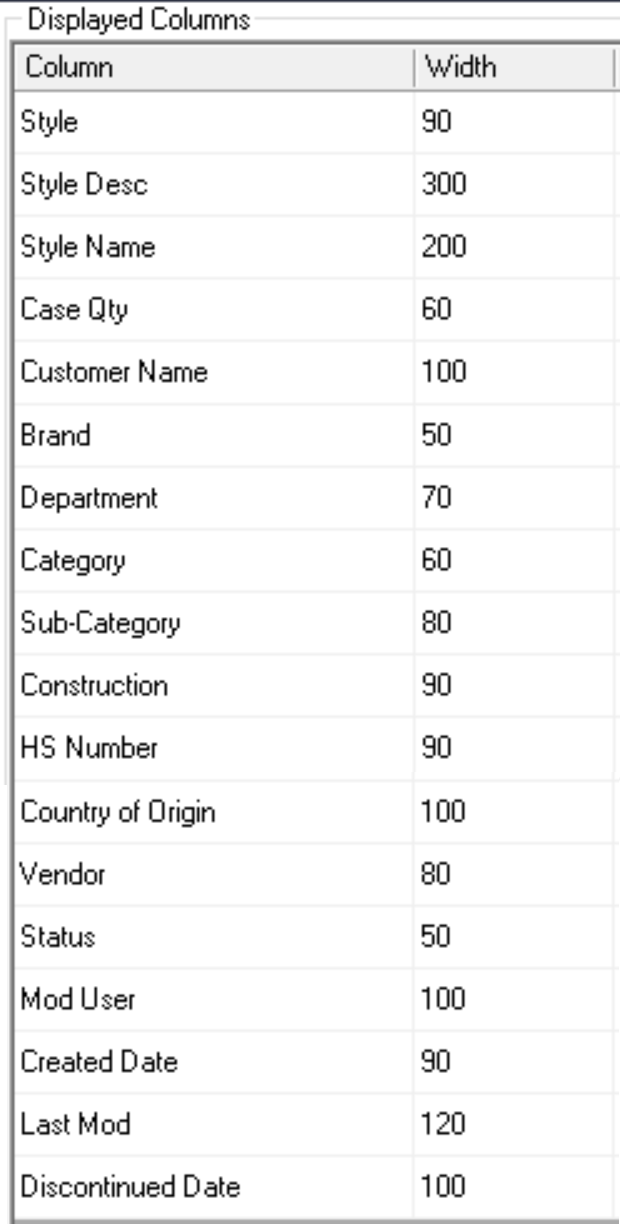 Displayed Columns
Column Width
Style 90
Style Desc 300
Style Name 200
Case Qty 60
Customer Name 100
Brand 50
Department 70
Category 60
Sub-Category 80
Construction 90
HS Number 90
Country of Origin 100
Vendor 80
Status 50
Mod User 100
Created Date 90
Last Mod 120
Discontinued Date 100